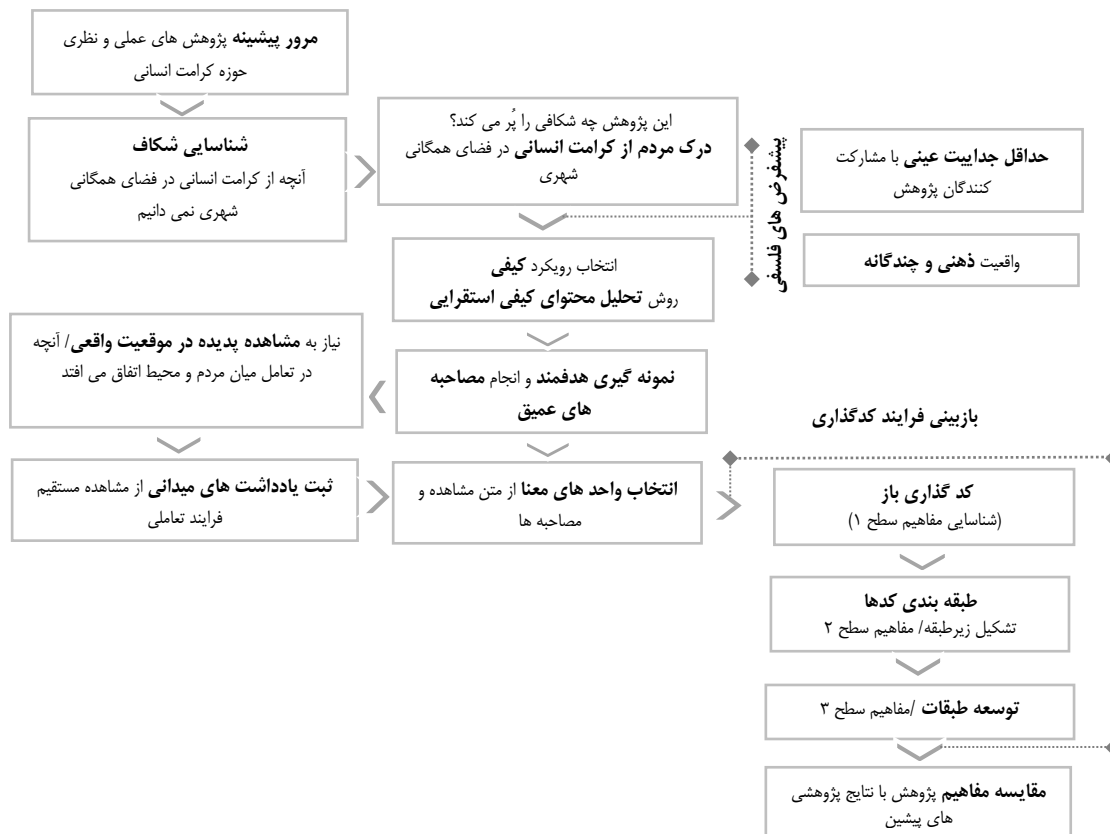 مرور پیشینه پژوهش های عملی و نظری
حوزه کرامت انسانی
شناسایی شکاف
آنچه از کرامت انسانی در فضای همگانی
شهری نمی دانیم
این پژوهش چه شکافی را پُر می کند؟
درک مردم از کرامت انسانی در فضای همگانی
شهری
پیشفرض های فلسفی
حداقل جداییت عینی با مشارکت
کنندگان پژوهش
واقعیت ذهنی و چندگانه
انتخاب رویکرد کیفی
روش تحلیل محتوای کیفی استقرایی
نمونه گیری هدفمند و انجام مصاحبه
های عمیق
نیاز به مشاهده پدیده در موقعیت واقعی/ آنچه
در تعامل میان مردم و محیط اتفاق می افتد
ثبت یادداشت های میدانی از مشاهده مستقیم
فرایند تعاملی
انتخاب واحد های معنا از متن مشاهده و
مصاحبه ها
بازبینی فرایند کدگذاری
کد گذاری باز
(شناسایی مفاهیم سطح ۱)
طبقه بندی کدها
تشکیل زیرطبقه/ مفاهیم سطح ۲
توسعه طبقات /مفاهیم سطح ۳
مقایسه مفاهیم پژوهش با نتایج پژوهشی
های پیشین